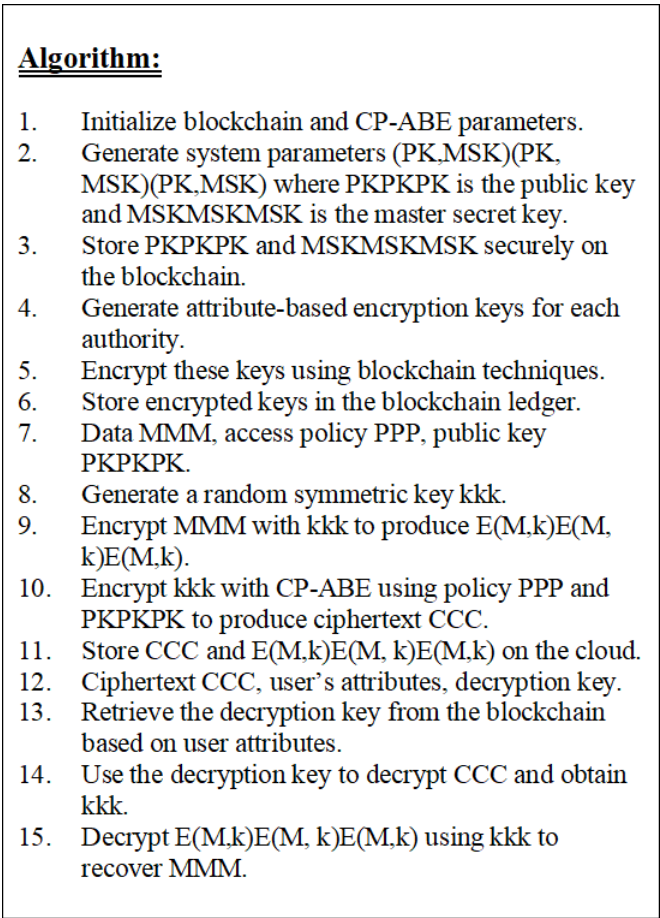 Algorithm:
1. Initialize blockchain and CP-ABE parameters.
2. Generate system parameters (PK,MSK)(PK,
MSK)(PK,MSK) where PKPKPK is the public key
and MSKMSKMSK is the master secret key.
3. Store PKPKPK and MSKMSKMSK securely on
the blockchain.
4. Generate attribute-based encryption keys for each
authority.
5. Encrypt these keys using blockchain techniques.
6. Store encrypted keys in the blockchain ledger.
7. Data MMM, access policy PPP, public key
PKPKPK.
8. Generate a random symmetric key kkk.
9. Encrypt MMM with kkk to produce E(M,k)E(M,
k)E(M,k).
10. Encrypt kkk with CP-ABE using policy PPP and
PKPKPK to produce ciphertext CCC.
11. Store CCC and E(M,k)E(M, k)E(M,k) on the cloud.
12. Ciphertext CCC, user’s attributes, decryption key.
13. Retrieve the decryption key from the blockchain
based on user attributes.
14. Use the decryption key to decrypt CCC and obtain
kkk.
15. Decrypt E(M,k)E(M, k)E(M,k) using kkk to
recover MMM.